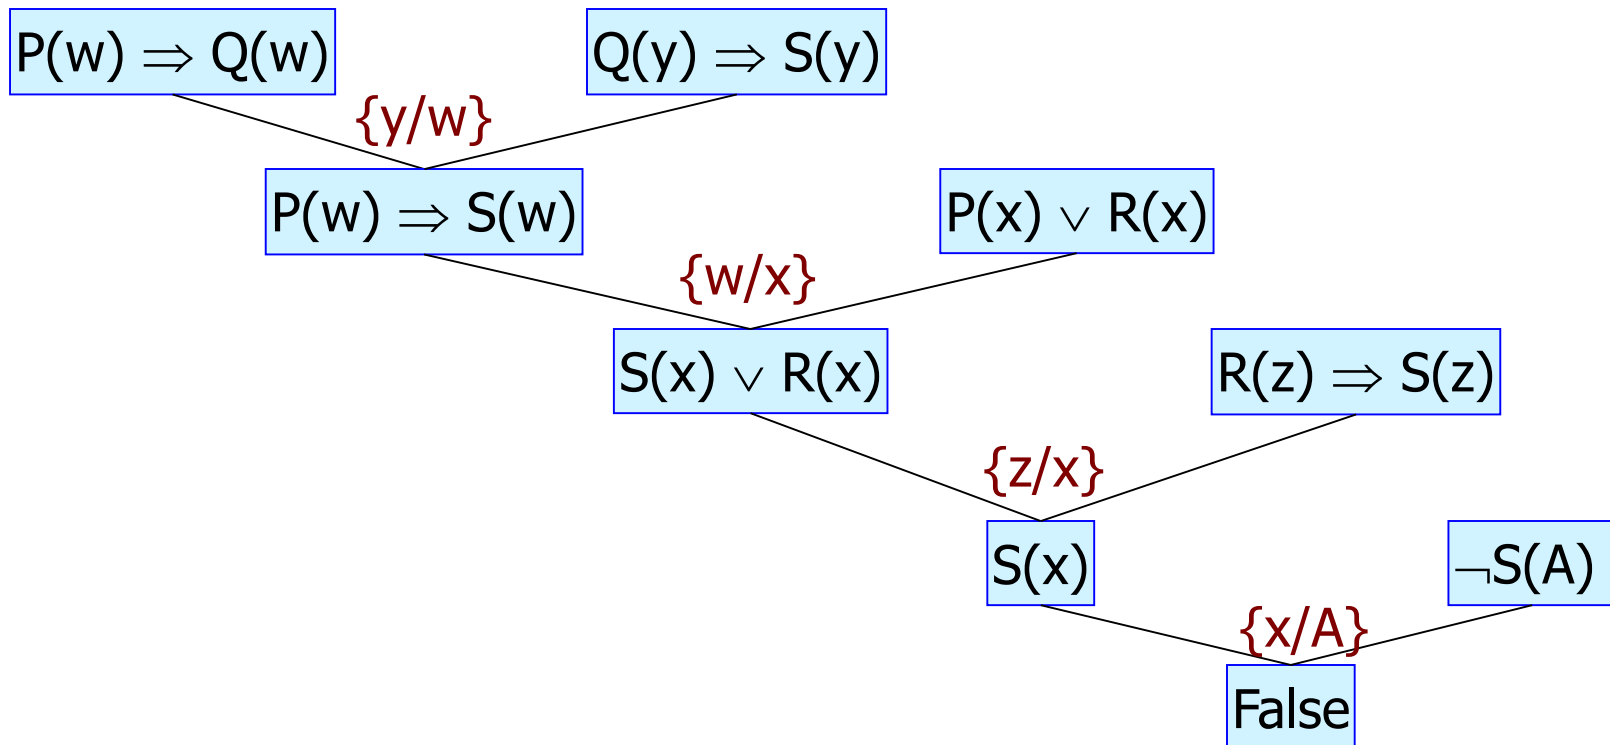 P(w) ⇒ Q(w)
Q(y) ⇒ S(y)
{y/w}
P(w) ⇒ S(w)
P(x) ∨ R(x)
{w/x}
S(x) ∨ R(x)
R(z) ⇒ S(z)
{z/x}
S(x)
¬S(A)
{x/A}
False